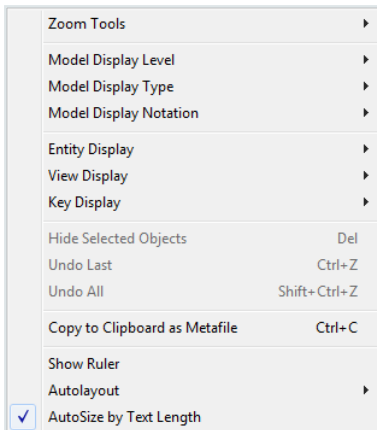 Zoom Tools
Model Display Level
Model Display Type
Model Display Notation
Entity Display
View Display
Key Display
Hide Selected Objects Del
Undo Last Ctrl+Z
Undo All Shift+Ctrl+Z
Copy to Clipboard as Metafile Ctrl+C
Show Ruler
Autolayout
AutoSize by Text Length